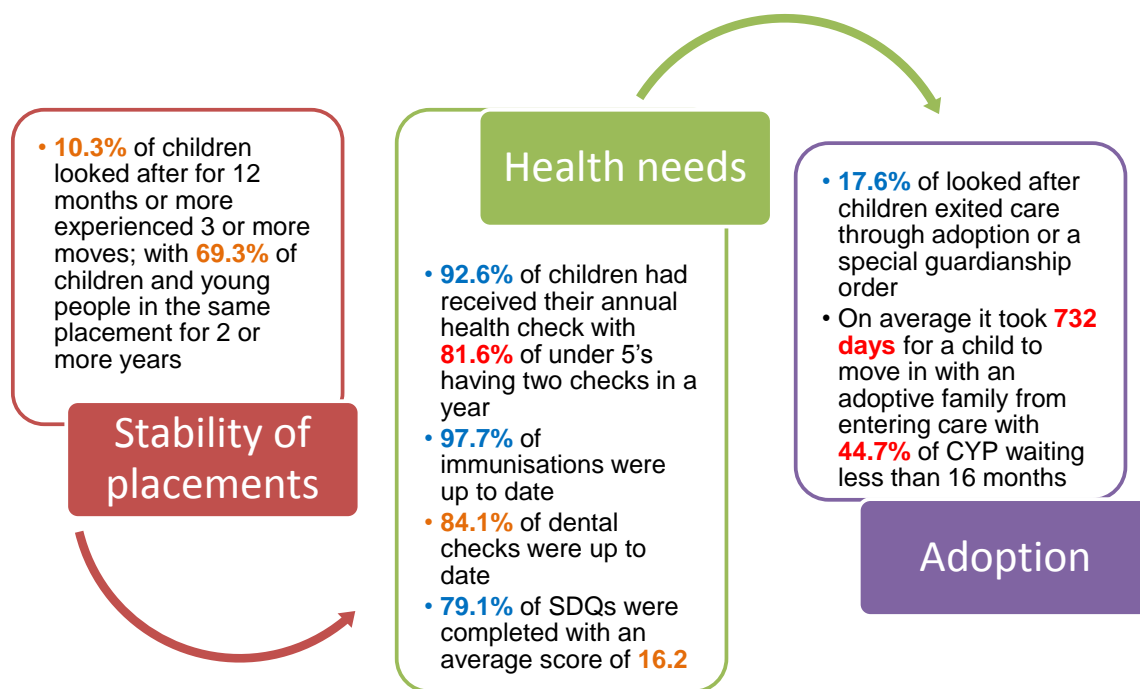 • 10.3% of children
looked after for 12
months or more
experienced 3 or more
moves; with 69.3% of
children and young
people in the same
placement for 2 or
more years
Stability of
placements
Health needs
• 92.6% of children had
received their annual
health check with
81.6% of under 5’s
having two checks in a
year
• 97.7% of
immunisations were
up to date
• 84.1% of dental
checks were up to
date
• 79.1% of SDQs were
completed with an
average score of 16.2
• 17.6% of looked after
children exited care
through adoption or a
special guardianship
order
• On average it took 732
days for a child to
move in with an
adoptive family from
entering care with
44.7% of CYP waiting
less than 16 months
Adoption